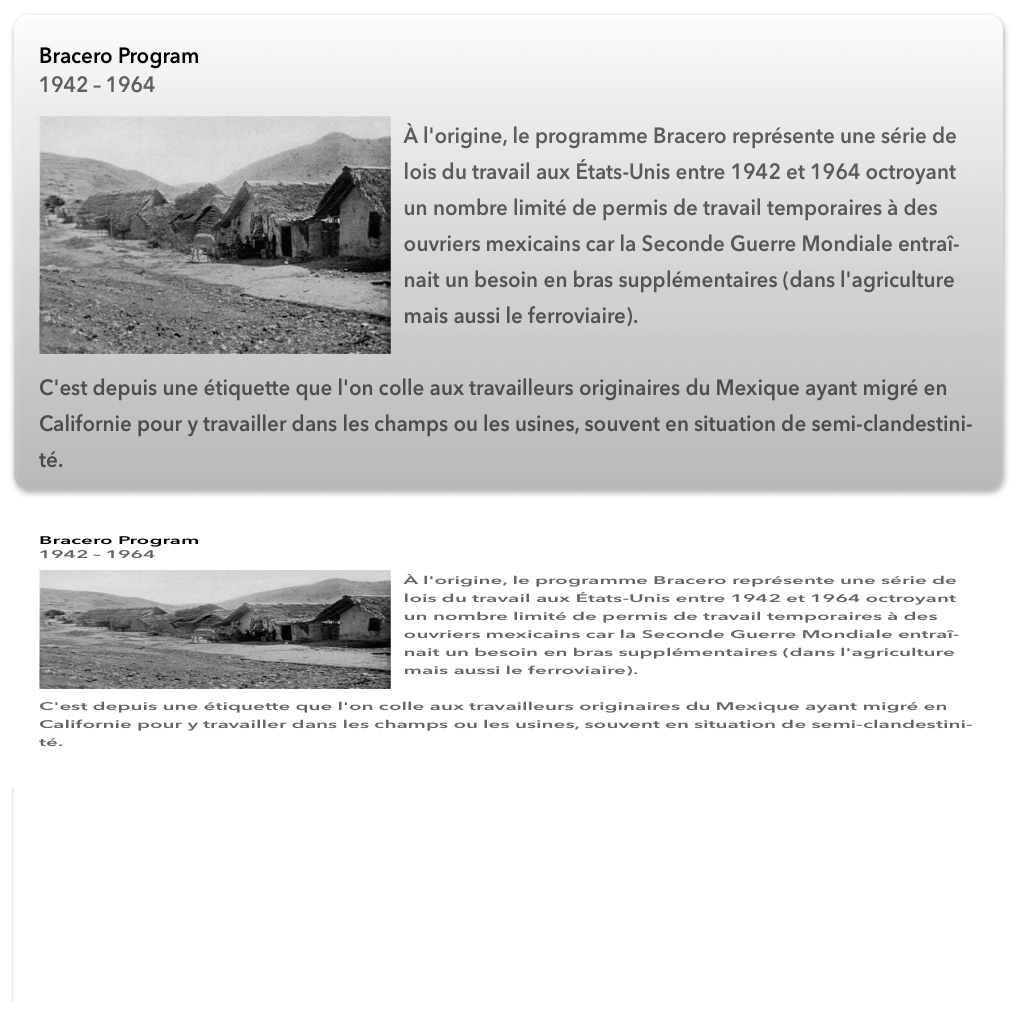 Bracero Program
1942 – 1964
À l'origine, le programme Bracero représente une série de
lois du travail aux États-Unis entre 1942 et 1964 octroyant
un nombre limité de permis de travail temporaires à des
ouvriers mexicains car la Seconde Guerre Mondiale entraî-
nait un besoin en bras supplémentaires (dans l'agriculture
mais aussi le ferroviaire).
C'est depuis une étiquette que l'on colle aux travailleurs originaires du Mexique ayant migré en
Californie pour y travailler dans les champs ou les usines, souvent en situation de semi-clandestini-
té.
Bracero Program
1942 – 1964
À l'origine, le programme Bracero représente une série de
lois du travail aux États-Unis entre 1942 et 1964 octroyant
un nombre limité de permis de travail temporaires à des
ouvriers mexicains car la Seconde Guerre Mondiale entraî-
nait un besoin en bras supplémentaires (dans l'agriculture
mais aussi le ferroviaire).
C'est depuis une étiquette que l'on colle aux travailleurs originaires du Mexique ayant migré en
Californie pour y travailler dans les champs ou les usines, souvent en situation de semi-clandestini-
té.